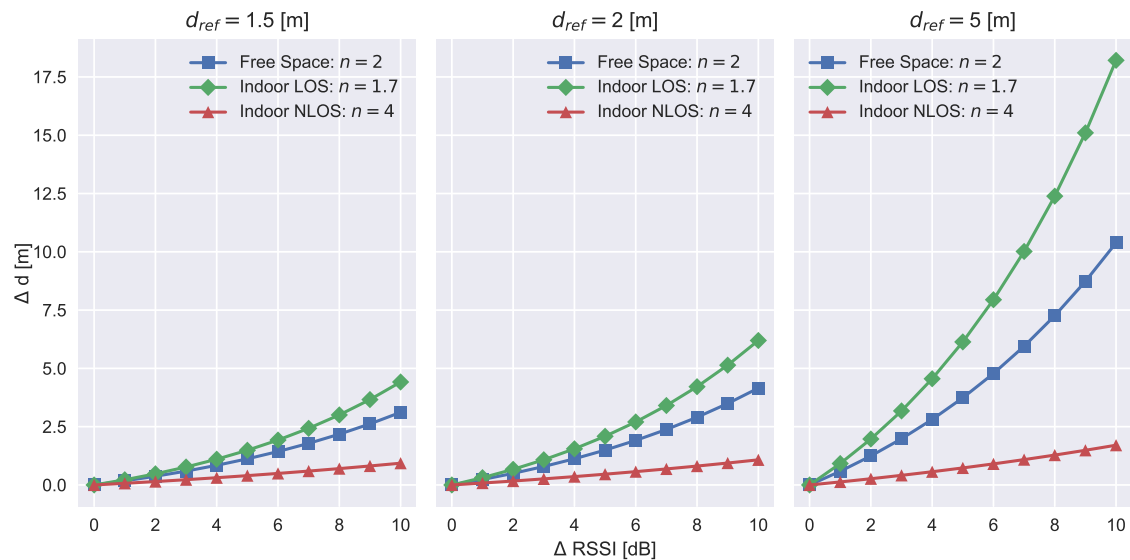 d_ref = 1.5 [m]
d_ref = 2 [m]
d_ref = 5 [m]
Free Space: n = 2
Indoor LOS: n = 1.7
Indoor NLOS: n = 4
Free Space: n = 2
Indoor LOS: n = 1.7
Indoor NLOS: n = 4
Free Space: n = 2
Indoor LOS: n = 1.7
Indoor NLOS: n = 4
17.5
15.0
12.5
10.0
7.5
5.0
2.5
0.0
Δ d [m]
0 2 4 6 8 10
0 2 4 6 8 10
0 2 4 6 8 10
Δ RSSI [dB]